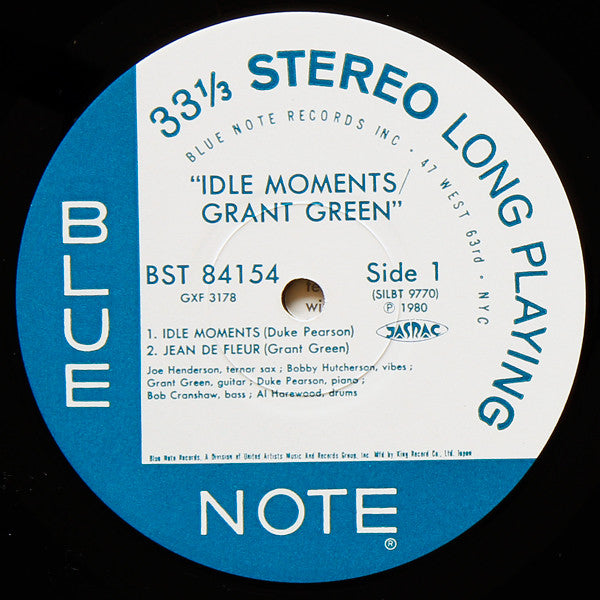 33 1/3 STEREO LONG PLAYING
BLUE NOTE RECORDS INC • 47 WEST 63rd • NYC
"IDLE MOMENTS/
GRANT GREEN"
BST 84154
GXF 3178
Side 1
(SILBT 9770)
Ⓟ 1980
JASRAC
1. IDLE MOMENTS (Duke Pearson)
2. JEAN DE FLEUR (Grant Green)
Joe Henderson, ternor sax ; Bobby Hutcherson, vibes ;
Grant Green, guitar ; Duke Pearson, piano ;
Bob Cranshaw, bass ; Al Harewood, drums
Blue Note Records, A Division of United Artists Music And Records Group, Inc. Mfd by King Record Co., Ltd. Japan
BLUE
NOTE ®